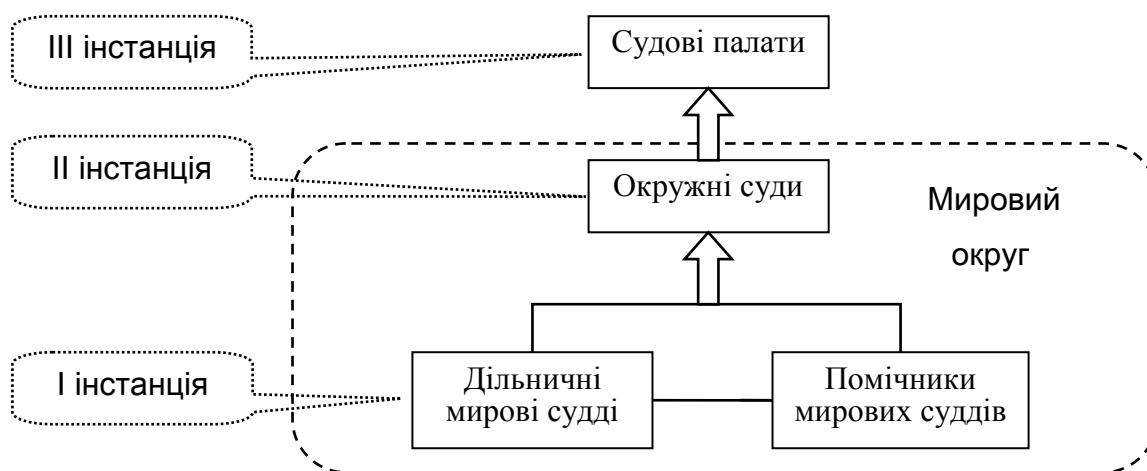 III інстанція
Судові палати
II інстанція
Окружні суди
Мировий
округ
I інстанція
Дільничні
мирові судді
Помічники
мирових суддів